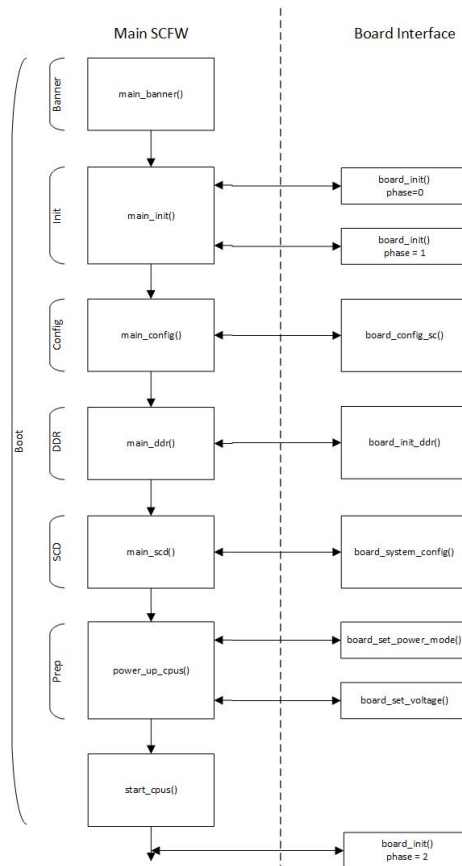 Main SCFW
Board Interface
Boot
Banner
main_banner()
Init
main_init()
board_init()
phase=0
board_init()
phase = 1
Config
main_config()
board_config_sc()
DDR
main_ddr()
board_init_ddr()
SCD
main_scd()
board_system_config()
Prep
power_up_cpus()
board_set_power_mode()
board_set_voltage()
start_cpus()
board_init()
phase = 2